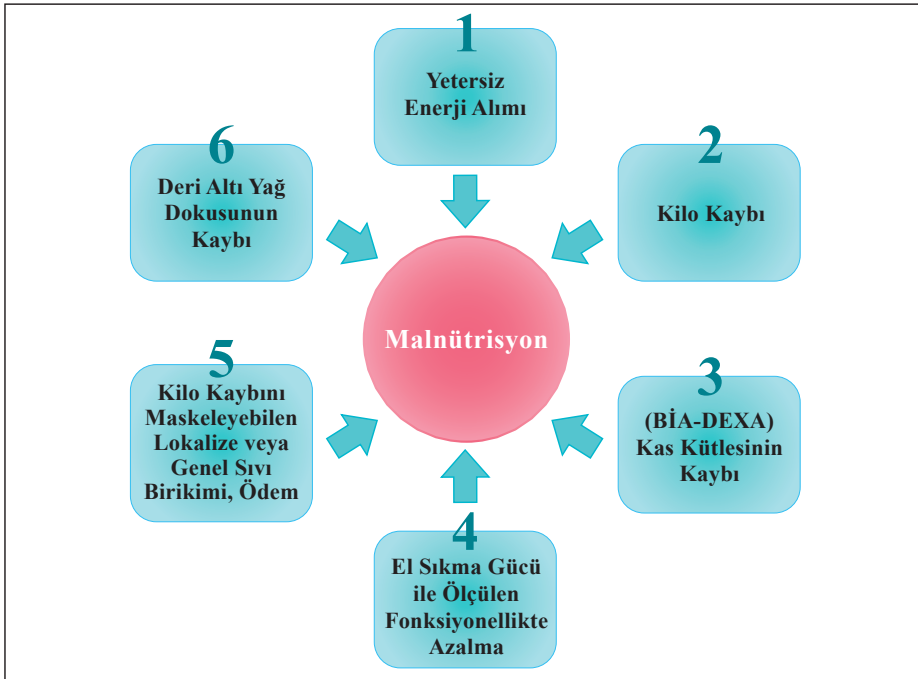 1
Yetersiz
Enerji Alımı
2
Kilo Kaybı
3
(BİA-DEXA)
Kas Kütlesinin
Kaybı
4
El Sıkma Gücü
ile Ölçülen
Fonksiyonellikte
Azalma
5
Kilo Kaybını
Maskeleyebilen
Lokalize veya
Genel Sıvı
Birikimi, Ödem
6
Deri Altı Yağ
Dokusunun
Kaybı
Malnütrisyon